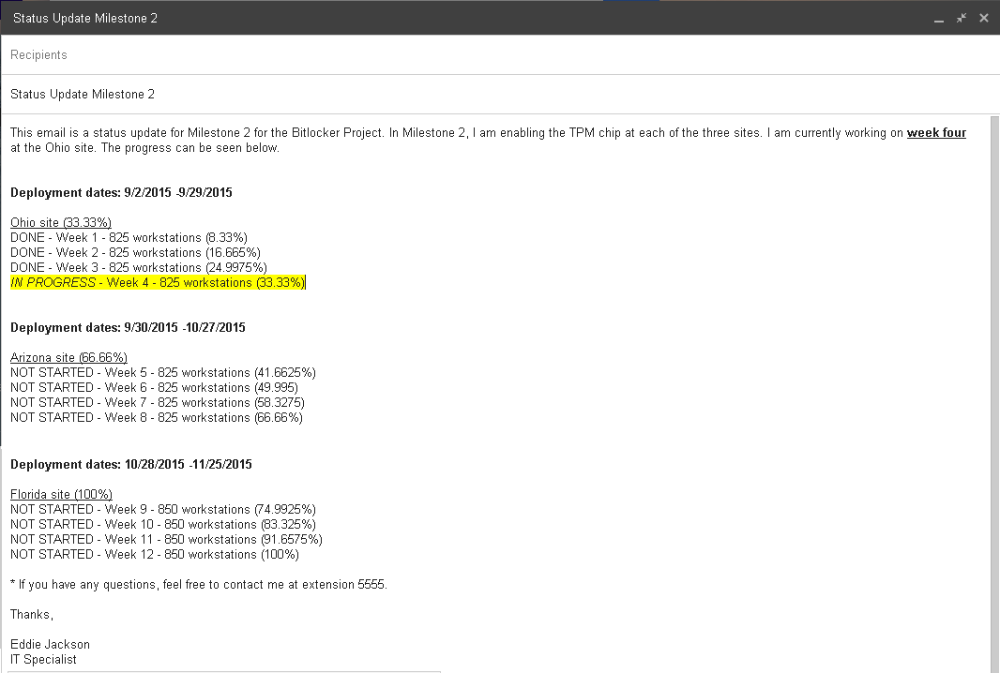 Status Update Milestone 2
Recipients
Status Update Milestone 2
This email is a status update for Milestone 2 for the Bitlocker Project. In Milestone 2, I am enabling the TPM chip at each of the three sites. I am currently working on week four
at the Ohio site. The progress can be seen below.
Deployment dates: 9/2/2015 -9/29/2015
Ohio site (33.33%)
DONE - Week 1 - 825 workstations (8.33%)
DONE - Week 2 - 825 workstations (16.665%)
DONE - Week 3 - 825 workstations (24.9975%)
IN PROGRESS - Week 4 - 825 workstations (33.33%)
Deployment dates: 9/30/2015 -10/27/2015
Arizona site (66.66%)
NOT STARTED - Week 5 - 825 workstations (41.6625%)
NOT STARTED - Week 6 - 825 workstations (49.995)
NOT STARTED - Week 7 - 825 workstations (58.3275)
NOT STARTED - Week 8 - 825 workstations (66.66%)
Deployment dates: 10/28/2015 -11/25/2015
Florida site (100%)
NOT STARTED - Week 9 - 850 workstations (74.9925%)
NOT STARTED - Week 10 - 850 workstations (83.325%)
NOT STARTED - Week 11 - 850 workstations (91.6575%)
NOT STARTED - Week 12 - 850 workstations (100%)
* If you have any questions, feel free to contact me at extension 5555.
Thanks,
Eddie Jackson
IT Specialist